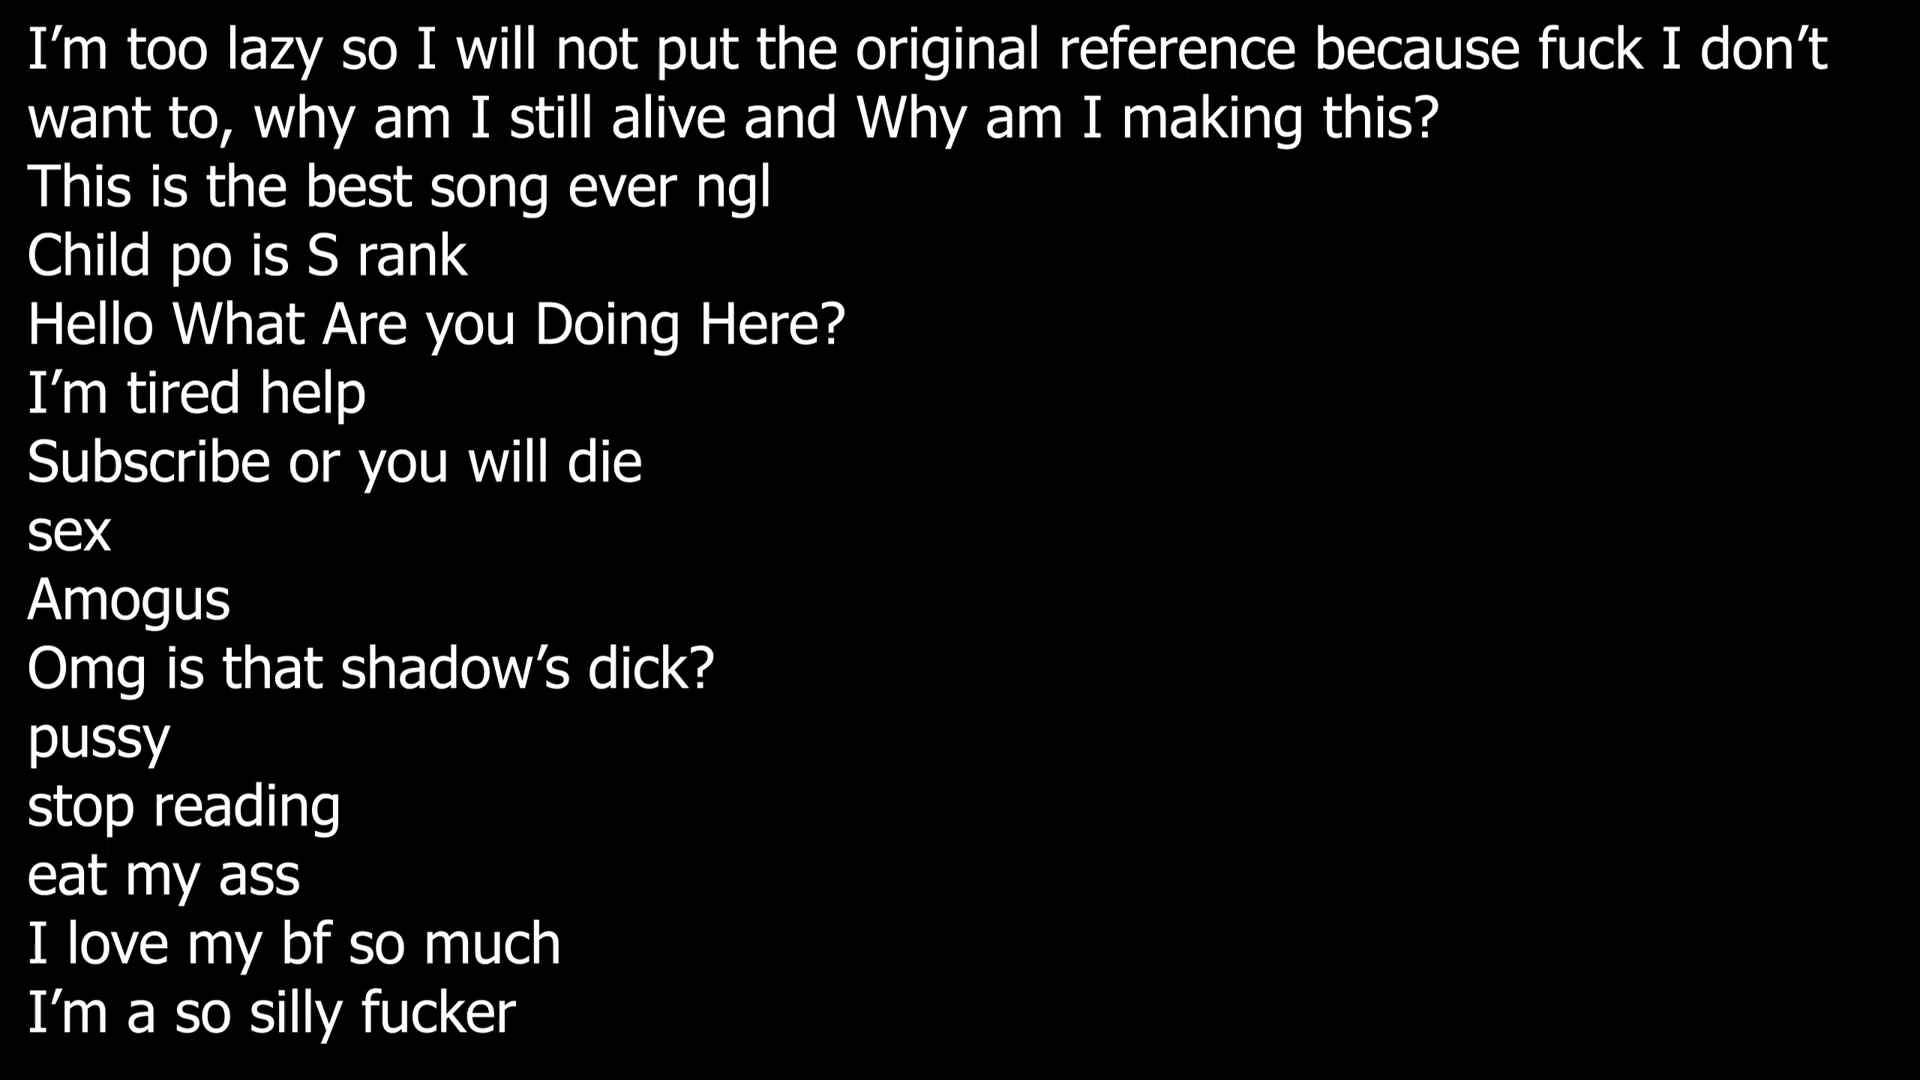 I’m too lazy so I will not put the original reference because fuck I don’t
want to, why am I still alive and Why am I making this?
This is the best song ever ngl
Child po is S rank
Hello What Are you Doing Here?
I’m tired help
Subscribe or you will die
sex
Amogus
Omg is that shadow’s dick?
pussy
stop reading
eat my ass
I love my bf so much
I’m a so silly fucker